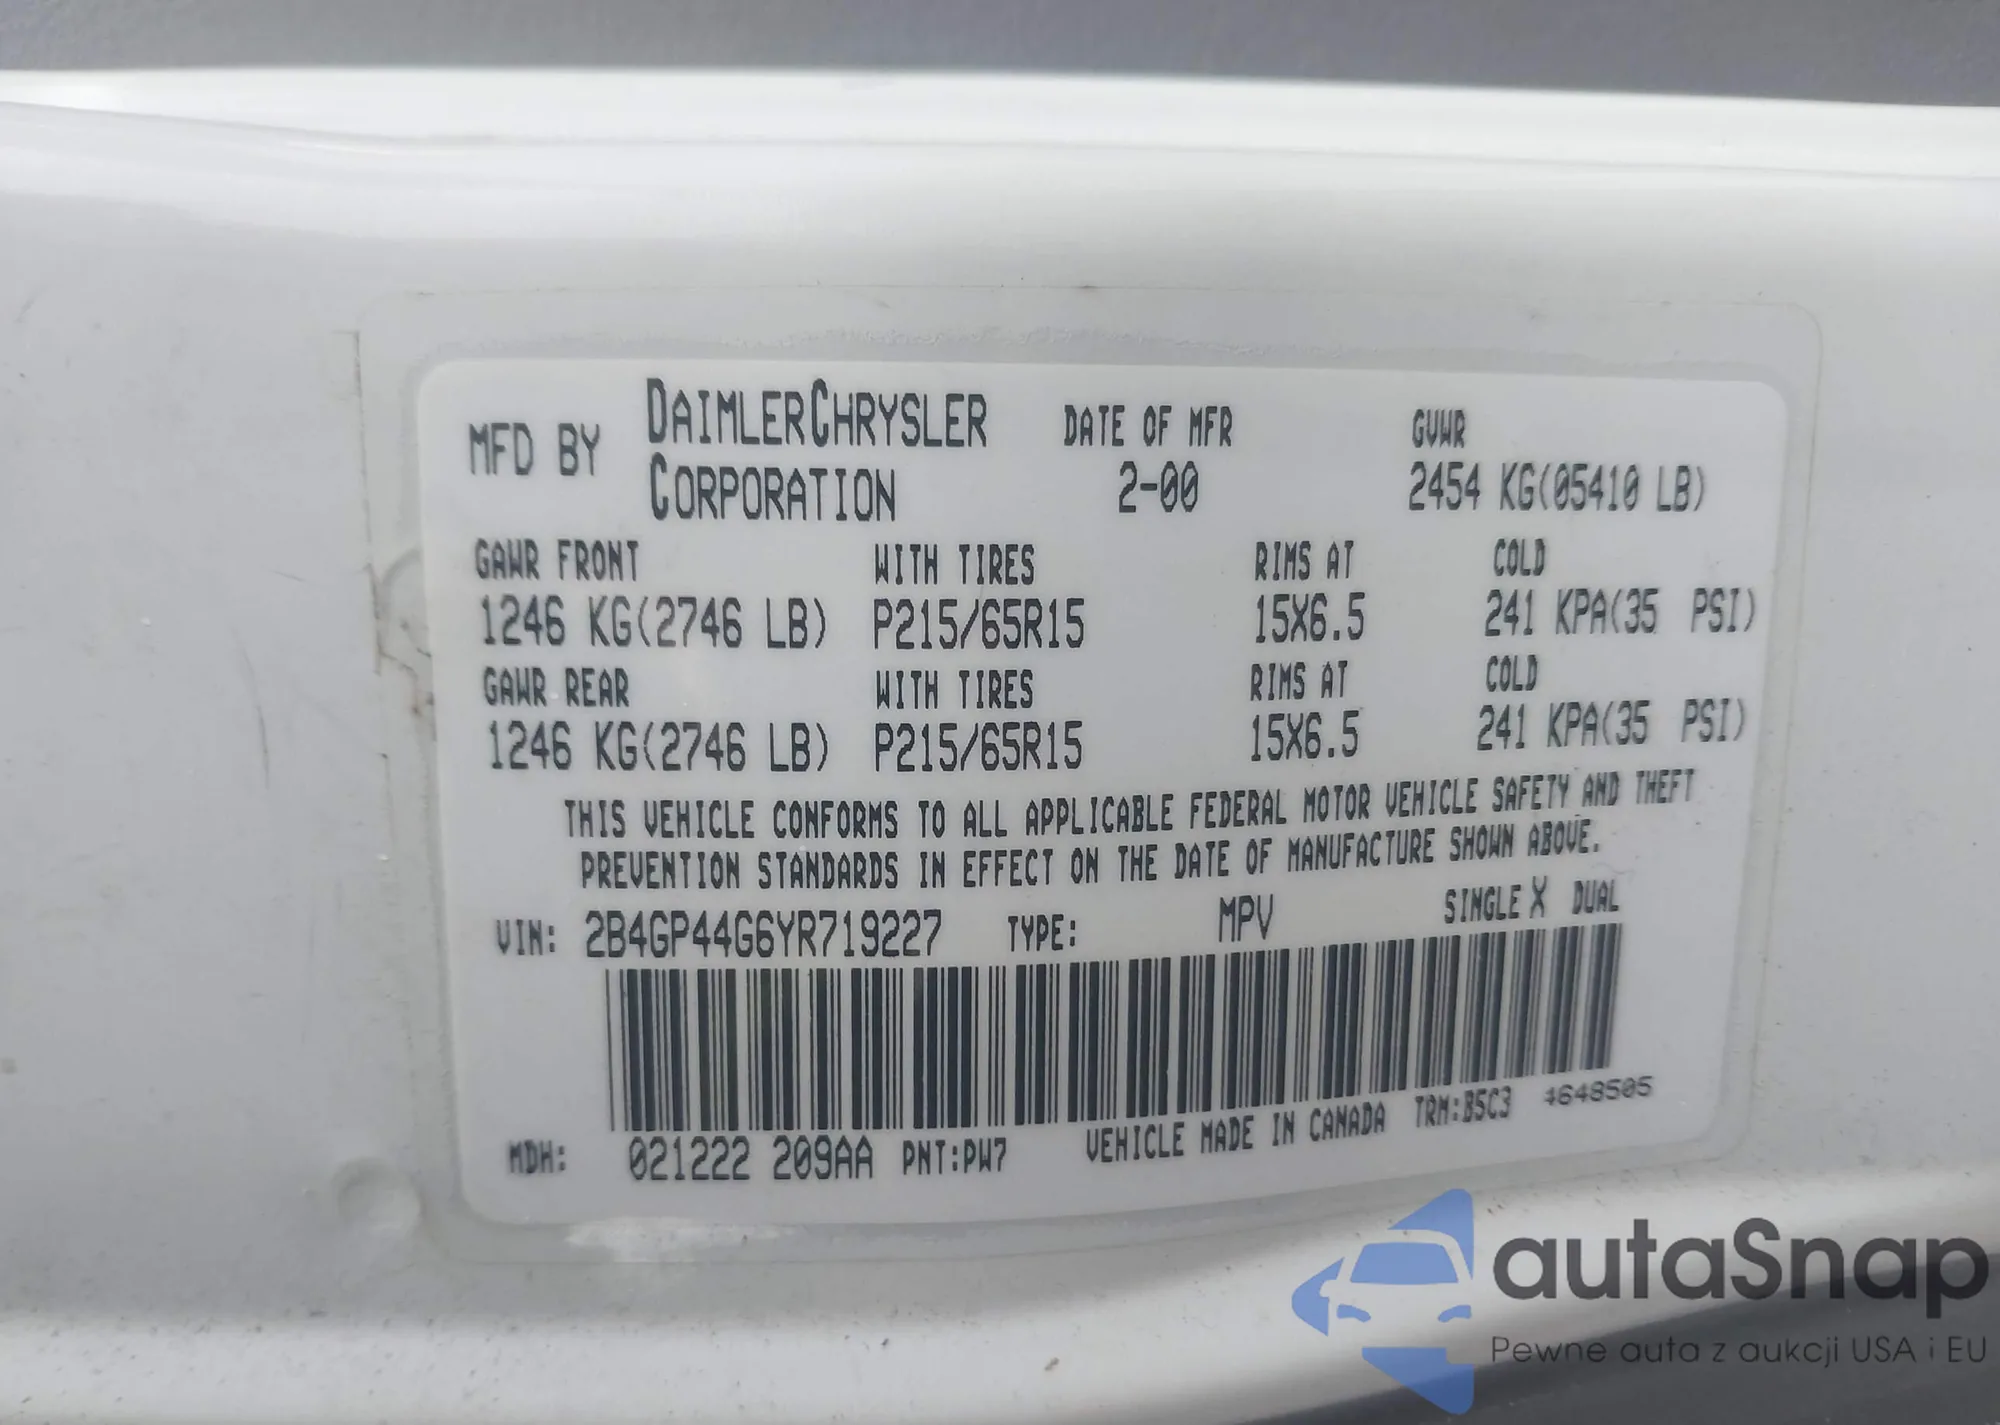 MFD BY DAIMLERCHRYSLER CORPORATION DATE OF MFR 2-00 GVWR 2454 KG(05410 LB)
GAWR FRONT WITH TIRES RIMS AT COLD
1246 KG(2746 LB) P215/65R15 15X6.5 241 KPA(35 PSI)
GAWR REAR WITH TIRES RIMS AT COLD
1246 KG(2746 LB) P215/65R15 15X6.5 241 KPA(35 PSI)
THIS VEHICLE CONFORMS TO ALL APPLICABLE FEDERAL MOTOR VEHICLE SAFETY AND THEFT
PREVENTION STANDARDS IN EFFECT ON THE DATE OF MANUFACTURE SHOWN ABOVE.
VIN: 2B4GP44G6YR719227 TYPE: MPV SINGLE X DUAL
MDH: 021222 209AA PNT:PW7 VEHICLE MADE IN CANADA TRM:B5C3 4648505
autaSnap
Pewne auta z aukcji USA i EU